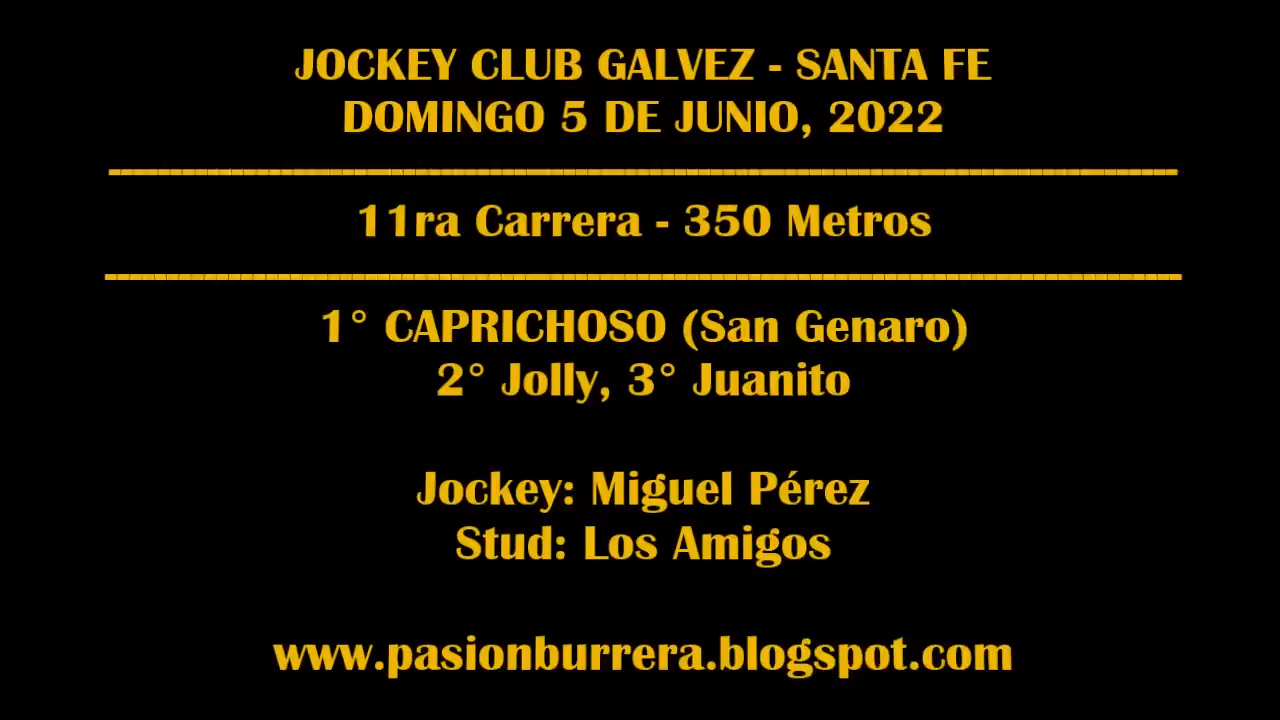 JOCKEY CLUB GALVEZ - SANTA FE
DOMINGO 5 DE JUNIO, 2022
11ra Carrera - 350 Metros
1° CAPRICHOSO (San Genaro)
2° Jolly, 3° Juanito
Jockey: Miguel Pérez
Stud: Los Amigos
www.pasionburrera.blogspot.com